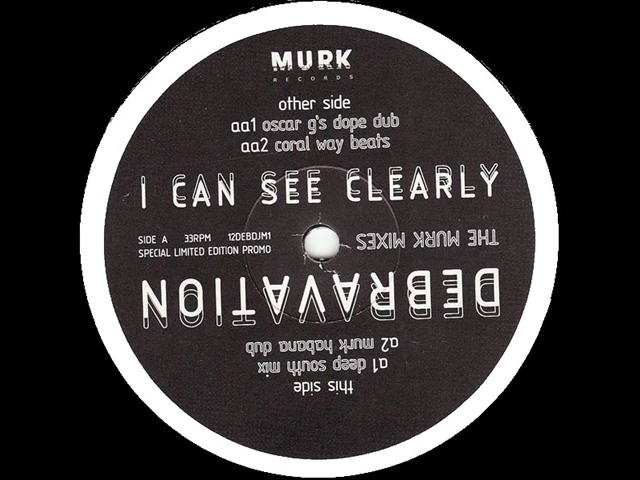 MURK
RECORDS
other side
aa1 oscar g's dope dub
aa2 coral way beats
I CAN SEE CLEARLY
SIDE A 33RPM 12DEBDJM1
SPECIAL LIMITED EDITION PROMO
THE MURK MIXES
DEBRAVATION
this side
a1 deep south mix
a2 murk habana dub